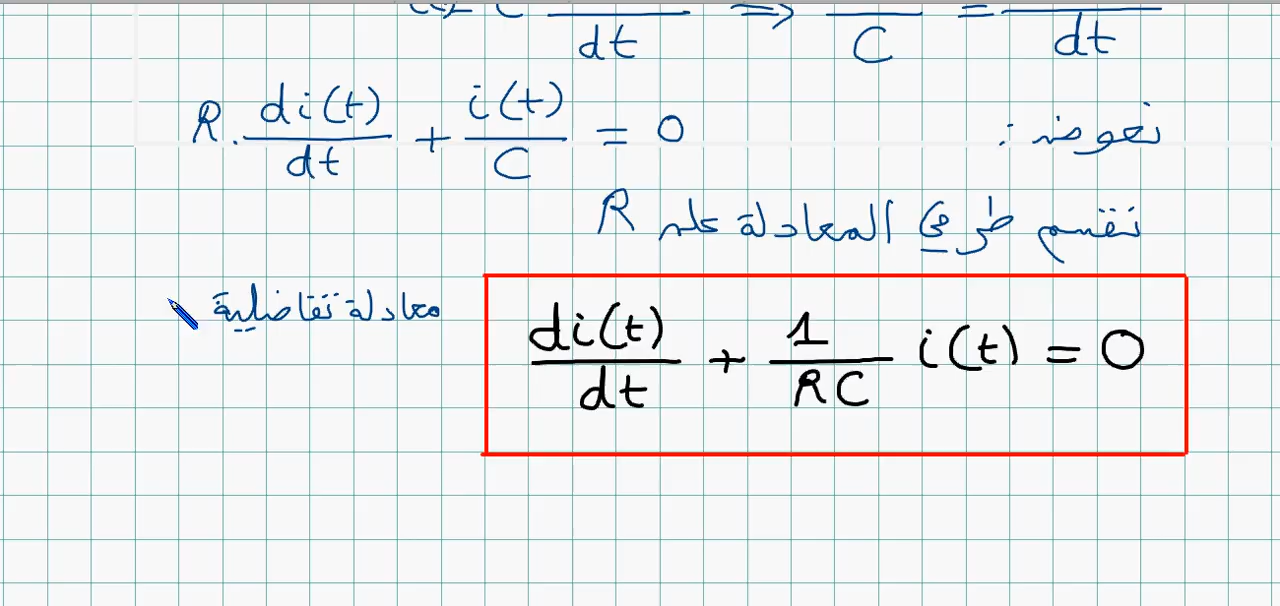 dt ⟹ C = dt
نعوض : R . di(t)/dt + i(t)/C = 0
نقسم طرفي المعادلة على R
di(t)/dt + 1/RC i(t) = 0 معادلة تفاضلية